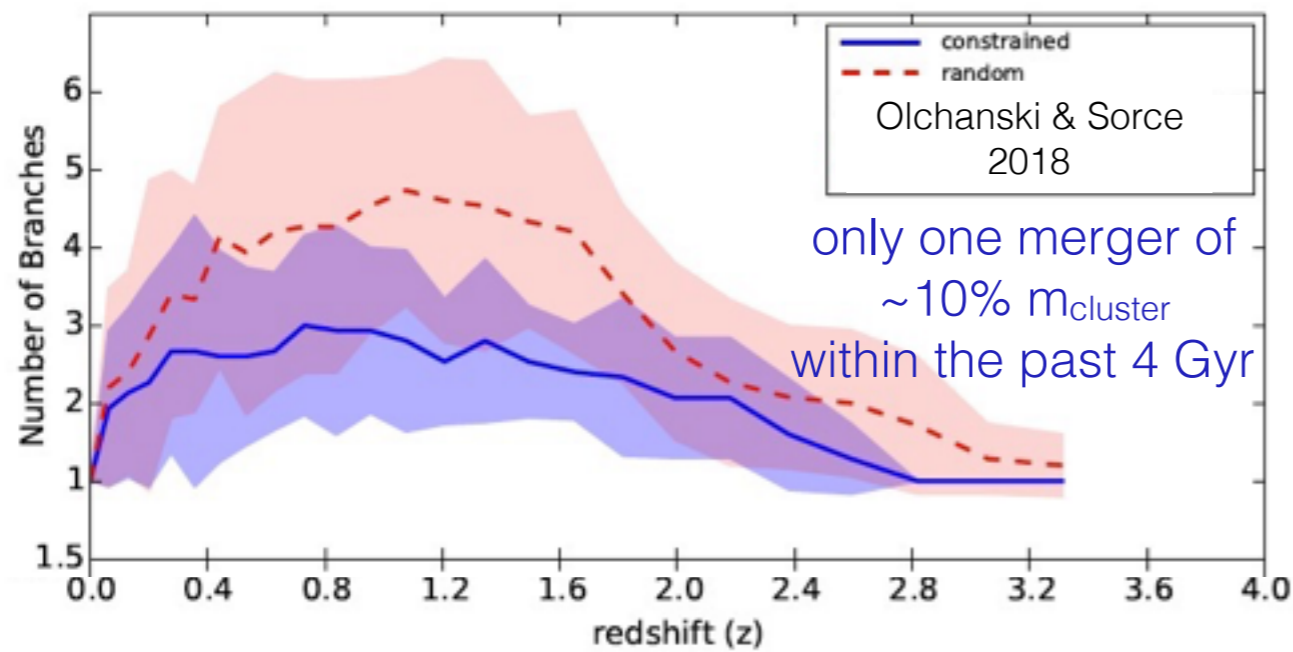 constrained
random
Olchanski & Sorce
2018
only one merger of
~10% mcluster
within the past 4 Gyr
Number of Branches
6
5
4
3
2
1
1.5
0.0 0.4 0.8 1.2 1.6 2.0 2.4 2.8 3.2 3.6 4.0
redshift (z)